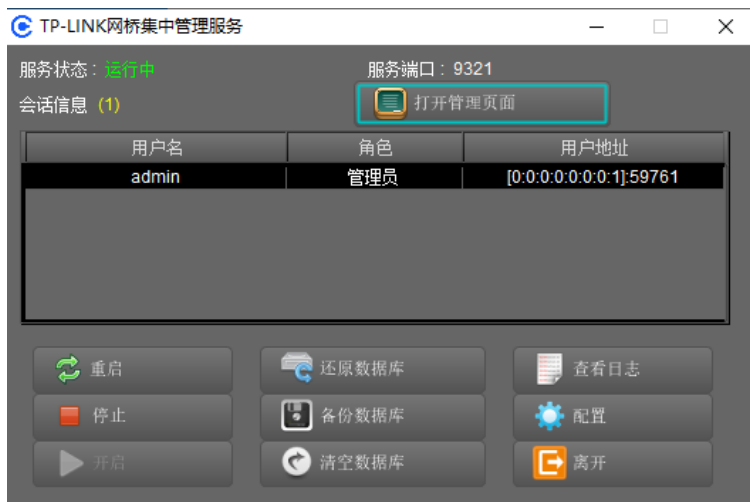 TP-LINK网桥集中管理服务
服务状态：运行中 服务端口：9321
会话信息 (1) 打开管理页面
用户名 角色 用户地址
admin 管理员 [0:0:0:0:0:0:0:1]:59761
重启 还原数据库 查看日志
停止 备份数据库 配置
开启 清空数据库 离开